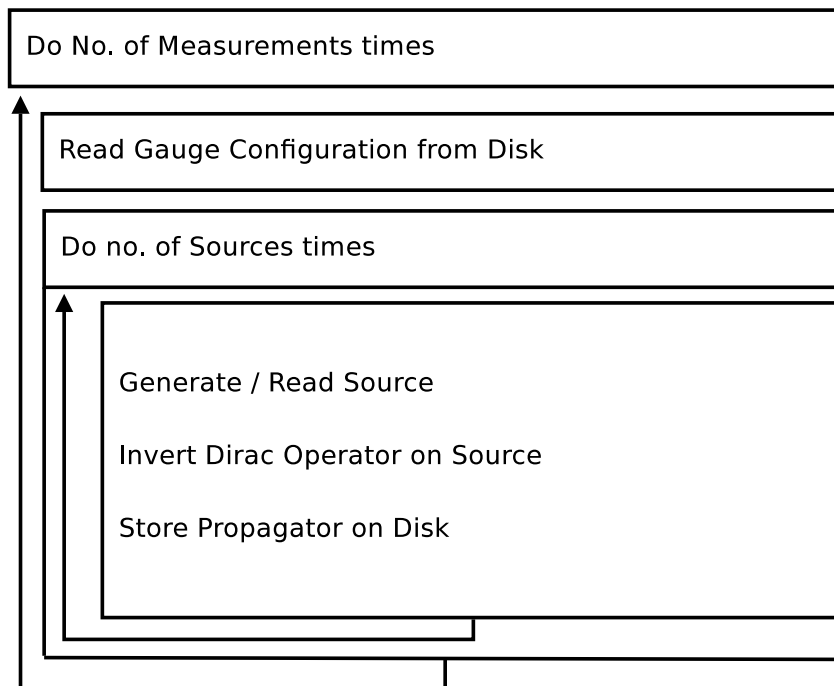 Do No. of Measurements times
Read Gauge Configuration from Disk
Do no. of Sources times
Generate / Read Source
Invert Dirac Operator on Source
Store Propagator on Disk